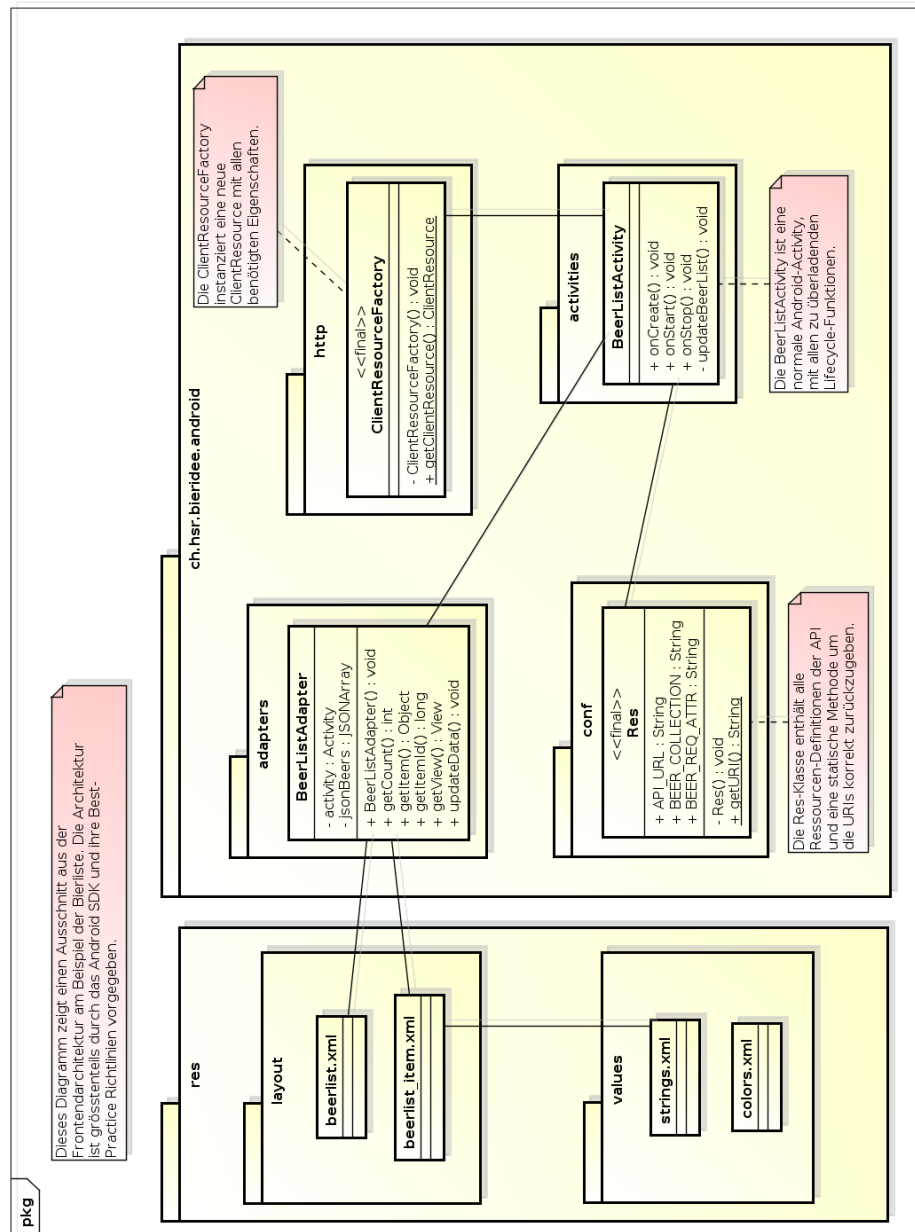 pkg
Dieses Diagramm zeigt einen Ausschnitt aus der
Frontendarchitektur am Beispiel der Bierliste. Die Architektur
ist grösstenteils durch das Android SDK und ihre Best-
Practice Richtlinien vorgegeben.
res
layout
beerlist.xml
beerlist_item.xml
values
strings.xml
colors.xml
ch.hsr.bieridee.android
adapters
BeerListAdapter
- activity : Activity
- jsonBeers : JSONArray
+ BeerListAdapter() : void
+ getCount() : int
+ getItem() : Object
+ getItemId() : long
+ getView() : View
+ updateData() : void
http
<<final>>
ClientResourceFactory
- ClientResourceFactory() : void
+ getClientResource() : ClientResource
Die ClientResourceFactory
instanziert eine neue
ClientResource mit allen
benötigten Eigenschaften.
conf
<<final>>
Res
+ API_URL : String
+ BEER_COLLECTION : String
+ BEER_REQ_ATTR : String
- Res() : void
+ getURI() : String
Die Res-Klasse enthält alle
Ressourcen-Definitionen der API
und eine statische Methode um
die URIs korrekt zurückzugeben.
activities
BeerListActivity
+ onCreate() : void
+ onStart() : void
+ onStop() : void
- updateBeerList() : void
Die BeerListActivity ist eine
normale Android-Activity,
mit allen zu überladenden
Lifecycle-Funktionen.